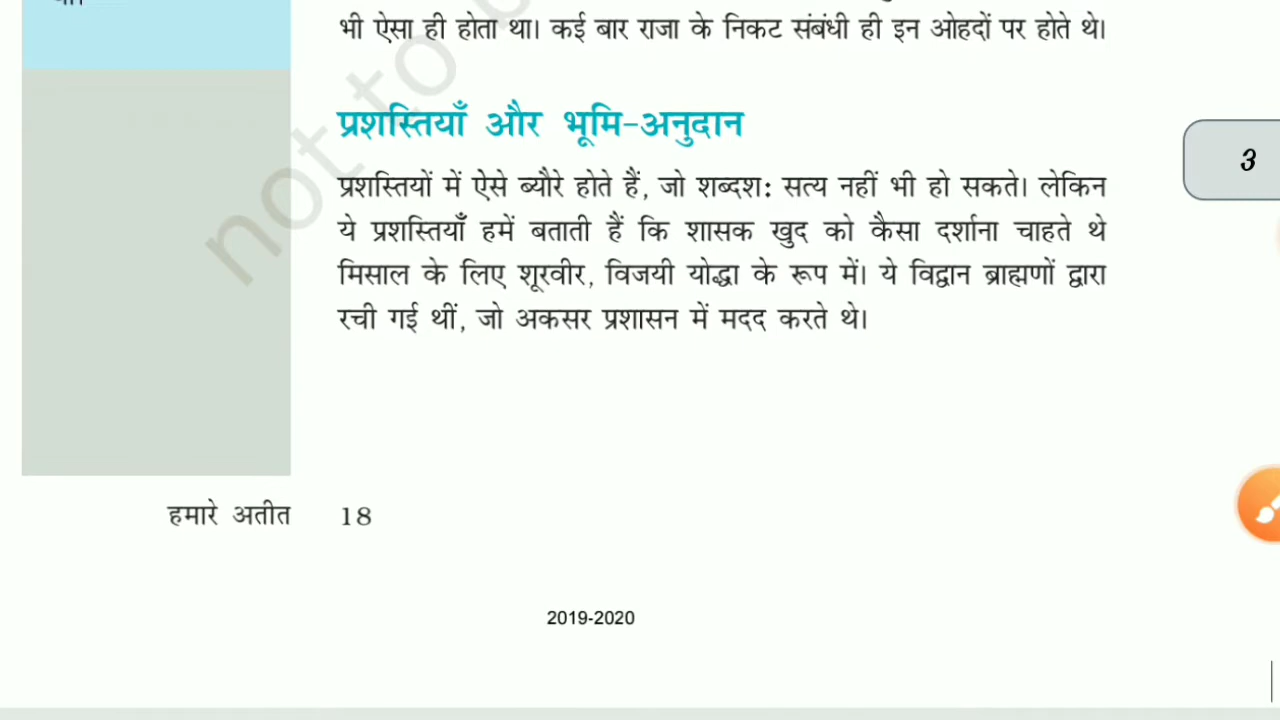 भी ऐसा ही होता था। कई बार राजा के निकट संबंधी ही इन ओहदों पर होते थे।
not to
प्रशस्तियाँ और भूमि-अनुदान
प्रशस्तियों में ऐसे ब्यौरे होते हैं, जो शब्दश: सत्य नहीं भी हो सकते। लेकिन
ये प्रशस्तियाँ हमें बताती हैं कि शासक खुद को कैसा दर्शाना चाहते थे
मिसाल के लिए शूरवीर, विजयी योद्धा के रूप में। ये विद्वान ब्राह्मणों द्वारा
रची गई थीं, जो अकसर प्रशासन में मदद करते थे।
3
हमारे अतीत 18
2019-2020